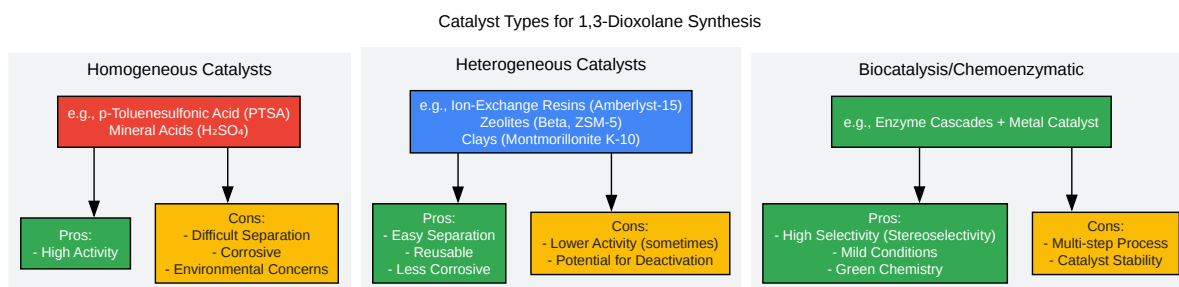 Catalyst Types for 1,3-Dioxolane Synthesis
Homogeneous Catalysts
e.g., p-Toluenesulfonic Acid (PTSA)
Mineral Acids (H₂SO₄)
Pros:
- High Activity
Cons:
- Difficult Separation
- Corrosive
- Environmental Concerns
Heterogeneous Catalysts
e.g., Ion-Exchange Resins (Amberlyst-15)
Zeolites (Beta, ZSM-5)
Clays (Montmorillonite K-10)
Pros:
- Easy Separation
- Reusable
- Less Corrosive
Cons:
- Lower Activity (sometimes)
- Potential for Deactivation
Biocatalysis/Chemoenzymatic
e.g., Enzyme Cascades + Metal Catalyst
Pros:
- High Selectivity (Stereoselectivity)
- Mild Conditions
- Green Chemistry
Cons:
- Multi-step Process
- Catalyst Stability